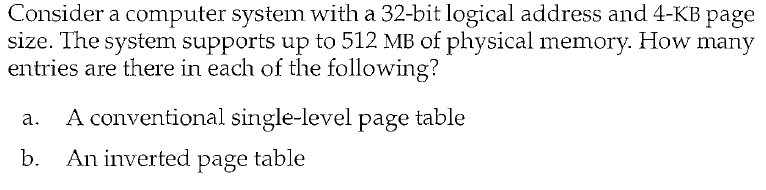 Consider a computer system with a 32-bit logical address and 4-KB page
size. The system supports up to 512 MB of physical memory. How many
entries are there in each of the following?
a. A conventional single-level page table
b. An inverted page table